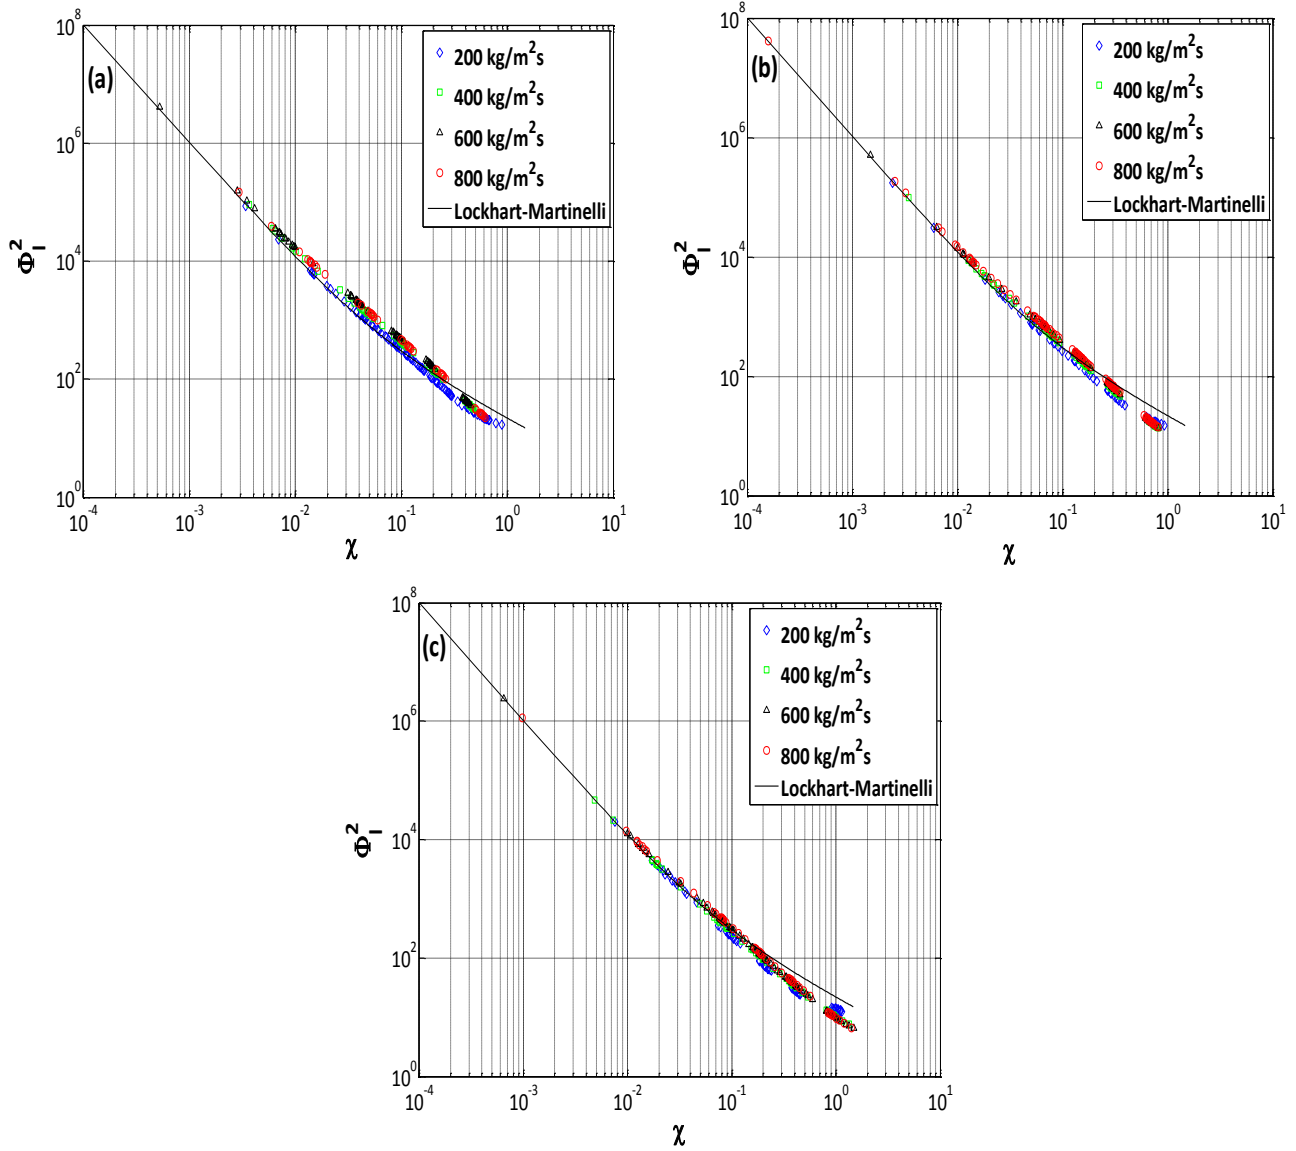 (a)
10^8
10^6
10^4
10^2
10^0
Φ_l^2
200 kg/m^2s
400 kg/m^2s
600 kg/m^2s
800 kg/m^2s
Lockhart-Martinelli
10^-4 10^-3 10^-2 10^-1 10^0 10^1
χ
(b)
10^8
10^6
10^4
10^2
10^0
Φ_l^2
200 kg/m^2s
400 kg/m^2s
600 kg/m^2s
800 kg/m^2s
Lockhart-Martinelli
10^-4 10^-3 10^-2 10^-1 10^0 10^1
χ
(c)
10^8
10^6
10^4
10^2
10^0
Φ_l^2
200 kg/m^2s
400 kg/m^2s
600 kg/m^2s
800 kg/m^2s
Lockhart-Martinelli
10^-4 10^-3 10^-2 10^-1 10^0 10^1
χ